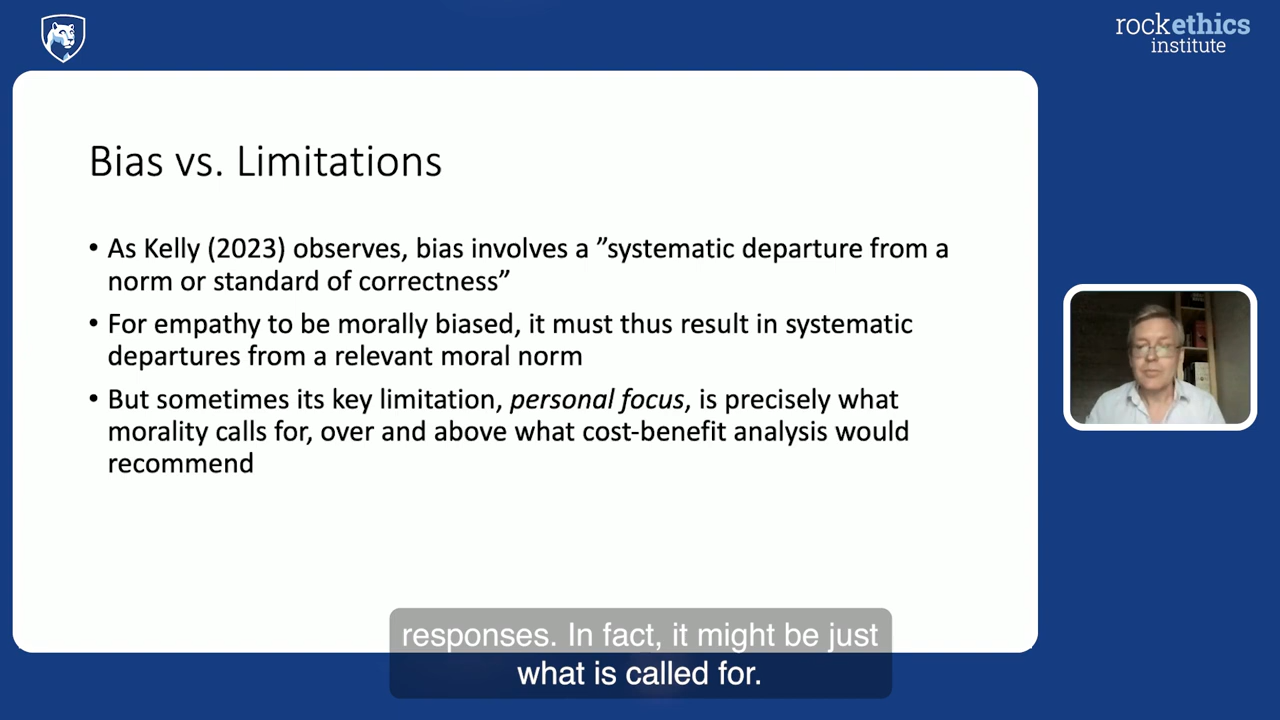 rockethics
institute
Bias vs. Limitations
• As Kelly (2023) observes, bias involves a ”systematic departure from a
norm or standard of correctness”
• For empathy to be morally biased, it must thus result in systematic
departures from a relevant moral norm
• But sometimes its key limitation, personal focus, is precisely what
morality calls for, over and above what cost-benefit analysis would
recommend
responses. In fact, it might be just
what is called for.